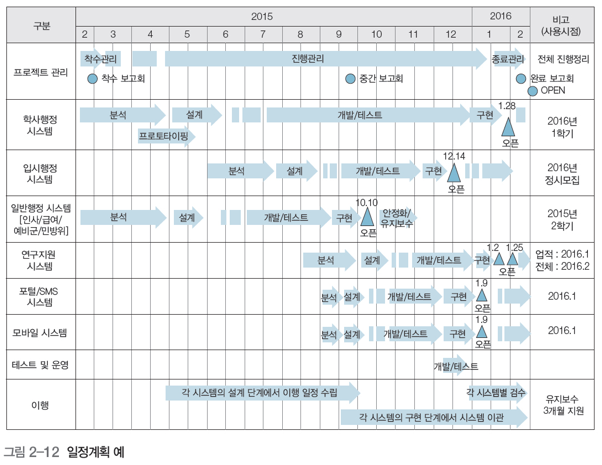 구분 2015 2016 비고
(사용시점)
2 3 4 5 6 7 8 9 10 11 12 1 2
프로젝트 관리 착수관리 진행관리 종료관리 전체 진행정리
착수 보고회 중간 보고회 완료 보고회
OPEN
학사행정
시스템 분석 설계 개발/테스트 구현 1.28 오픈 2016년
1학기
프로토타이핑
입시행정
시스템 분석 설계 개발/테스트 구현 12.14 오픈 2016년
정시모집
일반행정 시스템
[인사/급여/
예비군/민방위] 분석 설계 개발/테스트 구현 10.10 오픈 안정화/
유지보수 2015년
2학기
연구지원
시스템 분석 설계 개발/테스트 구현 1.2 1.25 오픈 업적 : 2016.1
전체 : 2016.2
포털/SMS
시스템 분석 설계 개발/테스트 구현 1.9 오픈 2016.1
모바일 시스템 분석 설계 개발/테스트 구현 1.9 오픈 2016.1
테스트 및 운영 개발/테스트
이행 각 시스템의 설계 단계에서 이행 일정 수립 각 시스템별 검수 유지보수
3개월 지원
각 시스템의 구현 단계에서 시스템 이관
그림 2-12 일정계획 예